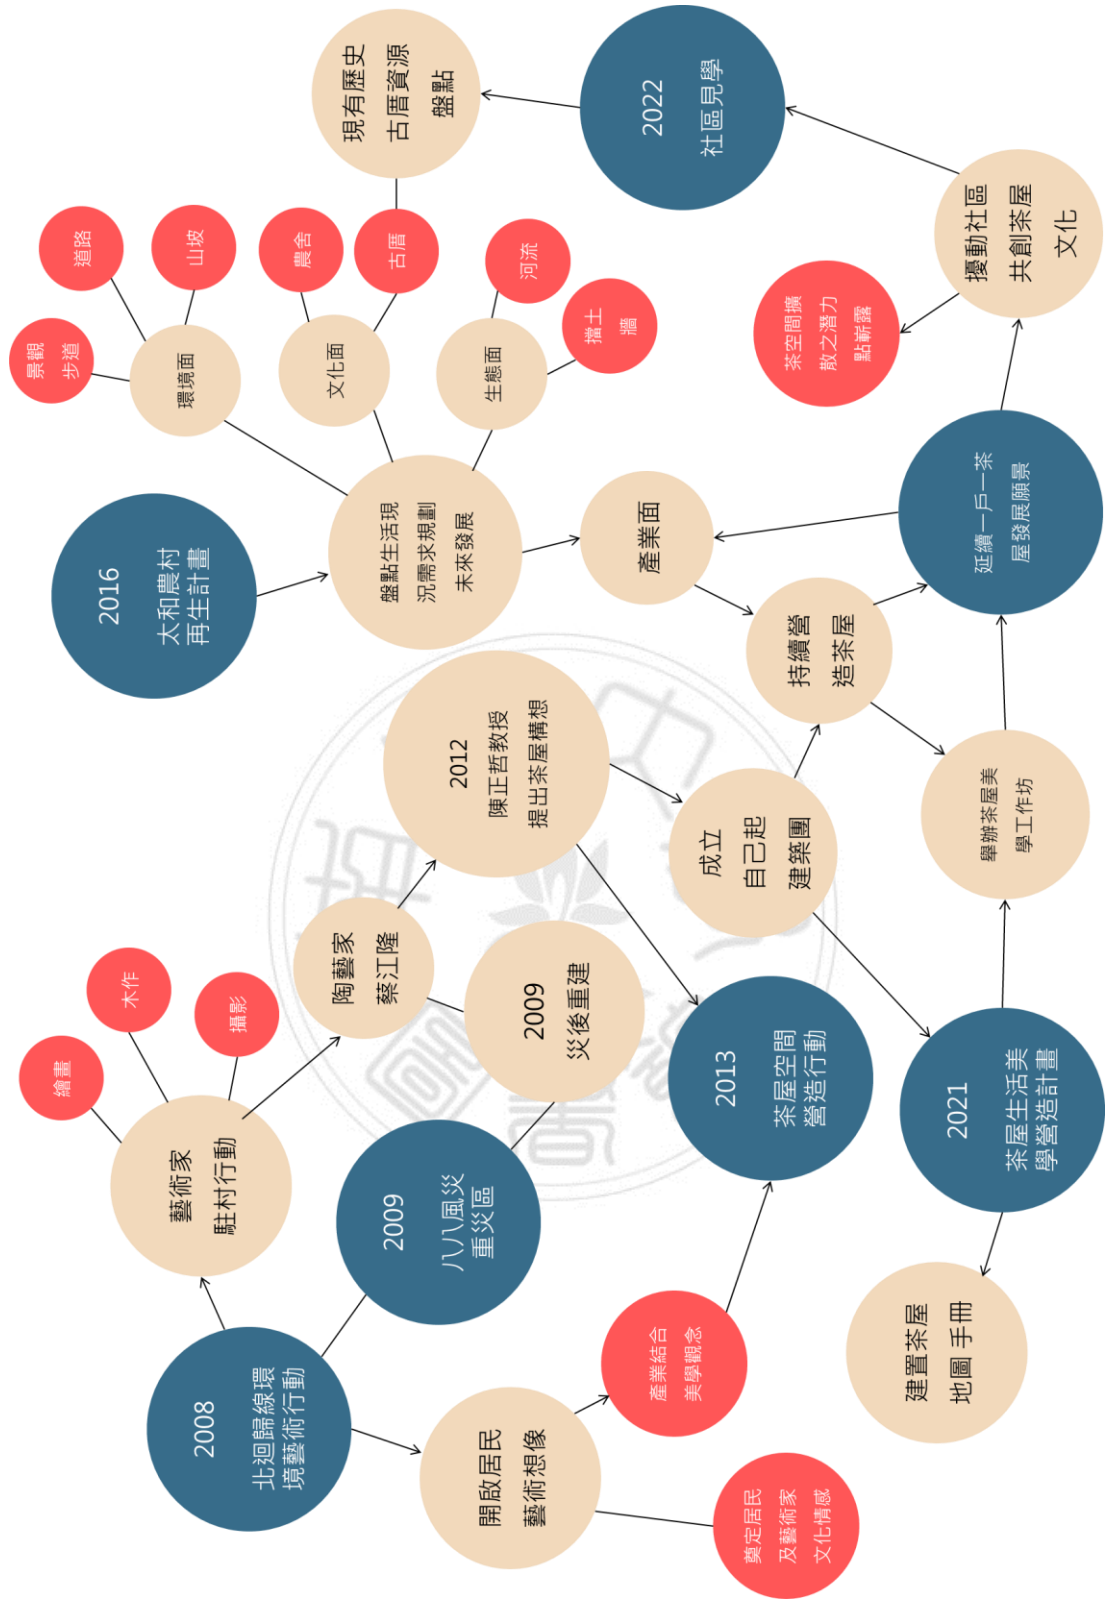 2008
北迴歸線環
境藝術行動
藝術家
駐村行動
繪畫
木作
攝影
開啟居民
藝術想像
奠定居民
及藝術家
文化情感
產業結合
美學觀念
2009
八八風災
重災區
2009
災後重建
陶藝家
蔡江隆
2012
陳正哲教授
提出茶屋構想
2013
茶屋空間
營造行動
成立
自己起
建築團
2021
茶屋生活美
學營造計畫
建置茶屋
地圖 手冊
舉辦茶屋美
學工作坊
持續營
造茶屋
2016
太和農村
再生計畫
盤點生活現
況需求規劃
未來發展
環境面
景觀
步道
道路
山坡
文化面
農舍
古厝
生態面
河流
擋土
牆
產業面
延續一戶一茶
屋發展願景
擾動社區
共創茶屋
文化
茶空間擴
散之潛力
點嶄露
2022
社區見學
現有歷史
古厝資源
盤點